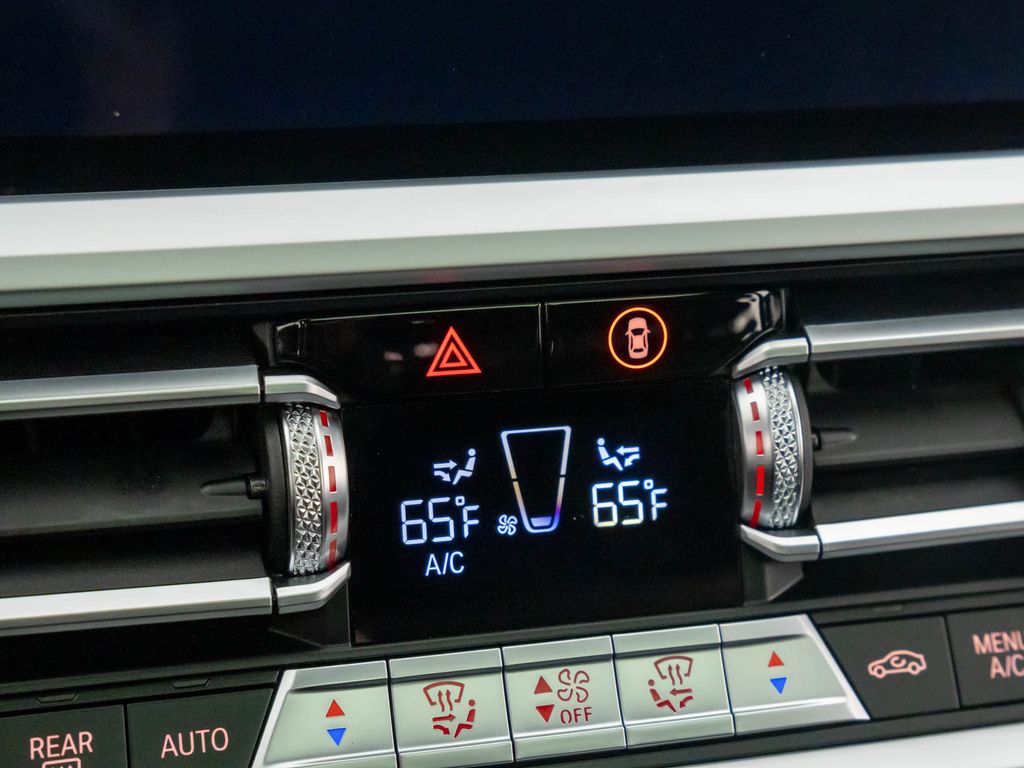 65°F 65°F
A/C
OFF
MENU
A/C
REAR
AUTO